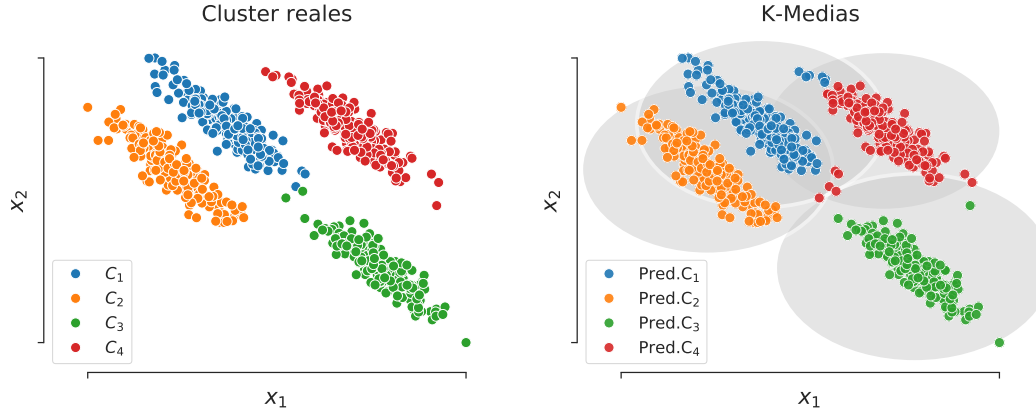 Cluster reales
x₂
C₁
C₂
C₃
C₄
x₁
K-Medias
x₂
Pred.C₁
Pred.C₂
Pred.C₃
Pred.C₄
x₁